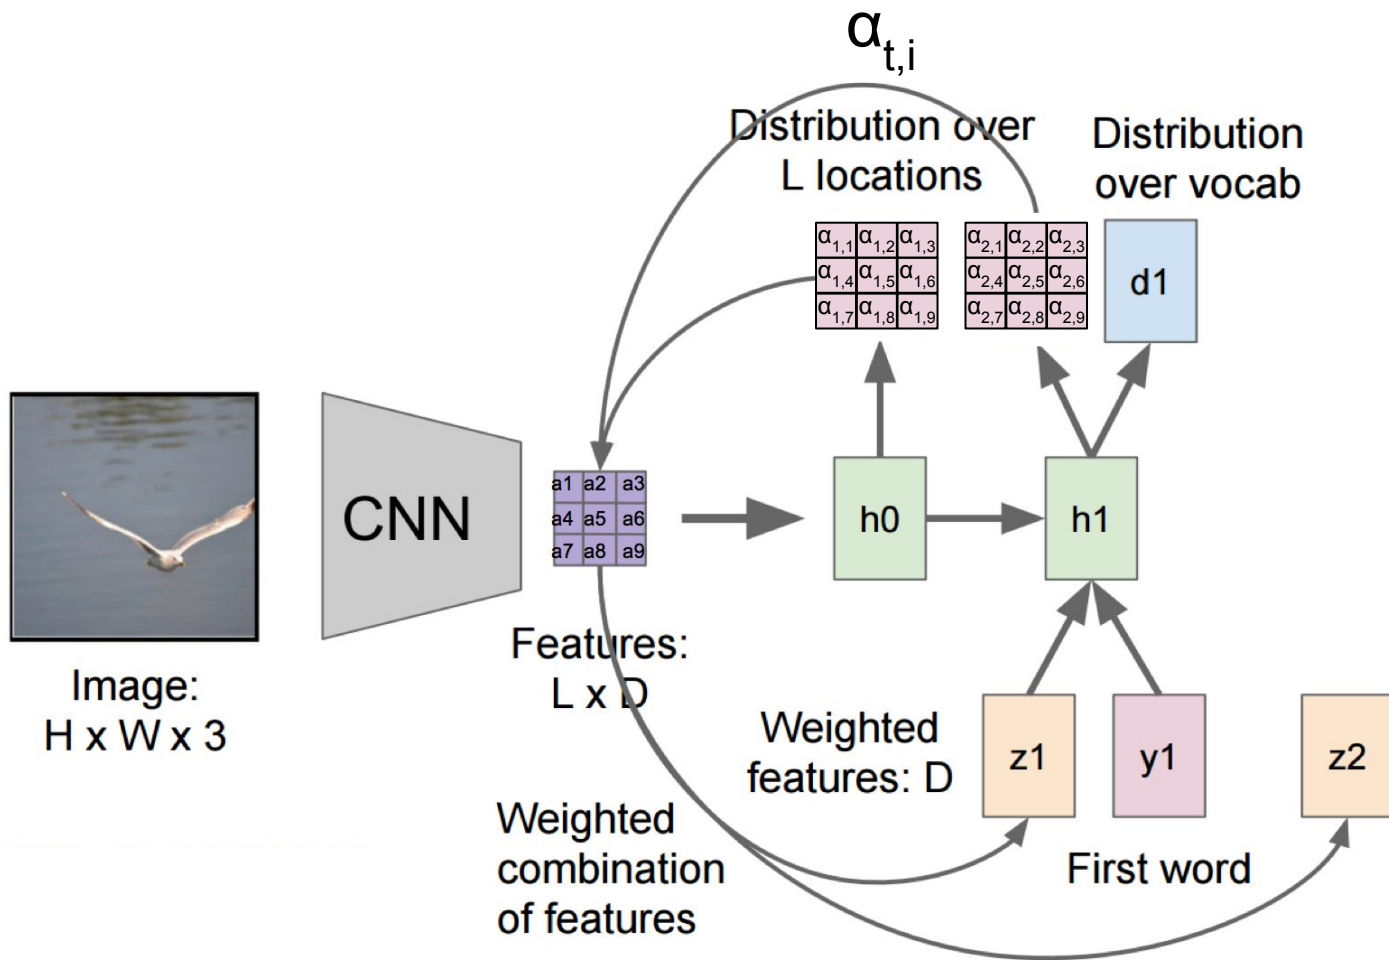 α
t,i
Distribution over
L locations
Distribution
over vocab
α1,1 α1,2 α1,3
α1,4 α1,5 α1,6
α1,7 α1,8 α1,9
α2,1 α2,2 α2,3
α2,4 α2,5 α2,6
α2,7 α2,8 α2,9
d1
CNN
a1 a2 a3
a4 a5 a6
a7 a8 a9
h0
h1
Features:
L x D
Image:
H x W x 3
Weighted
features: D
z1
y1
z2
Weighted
combination
of features
First word